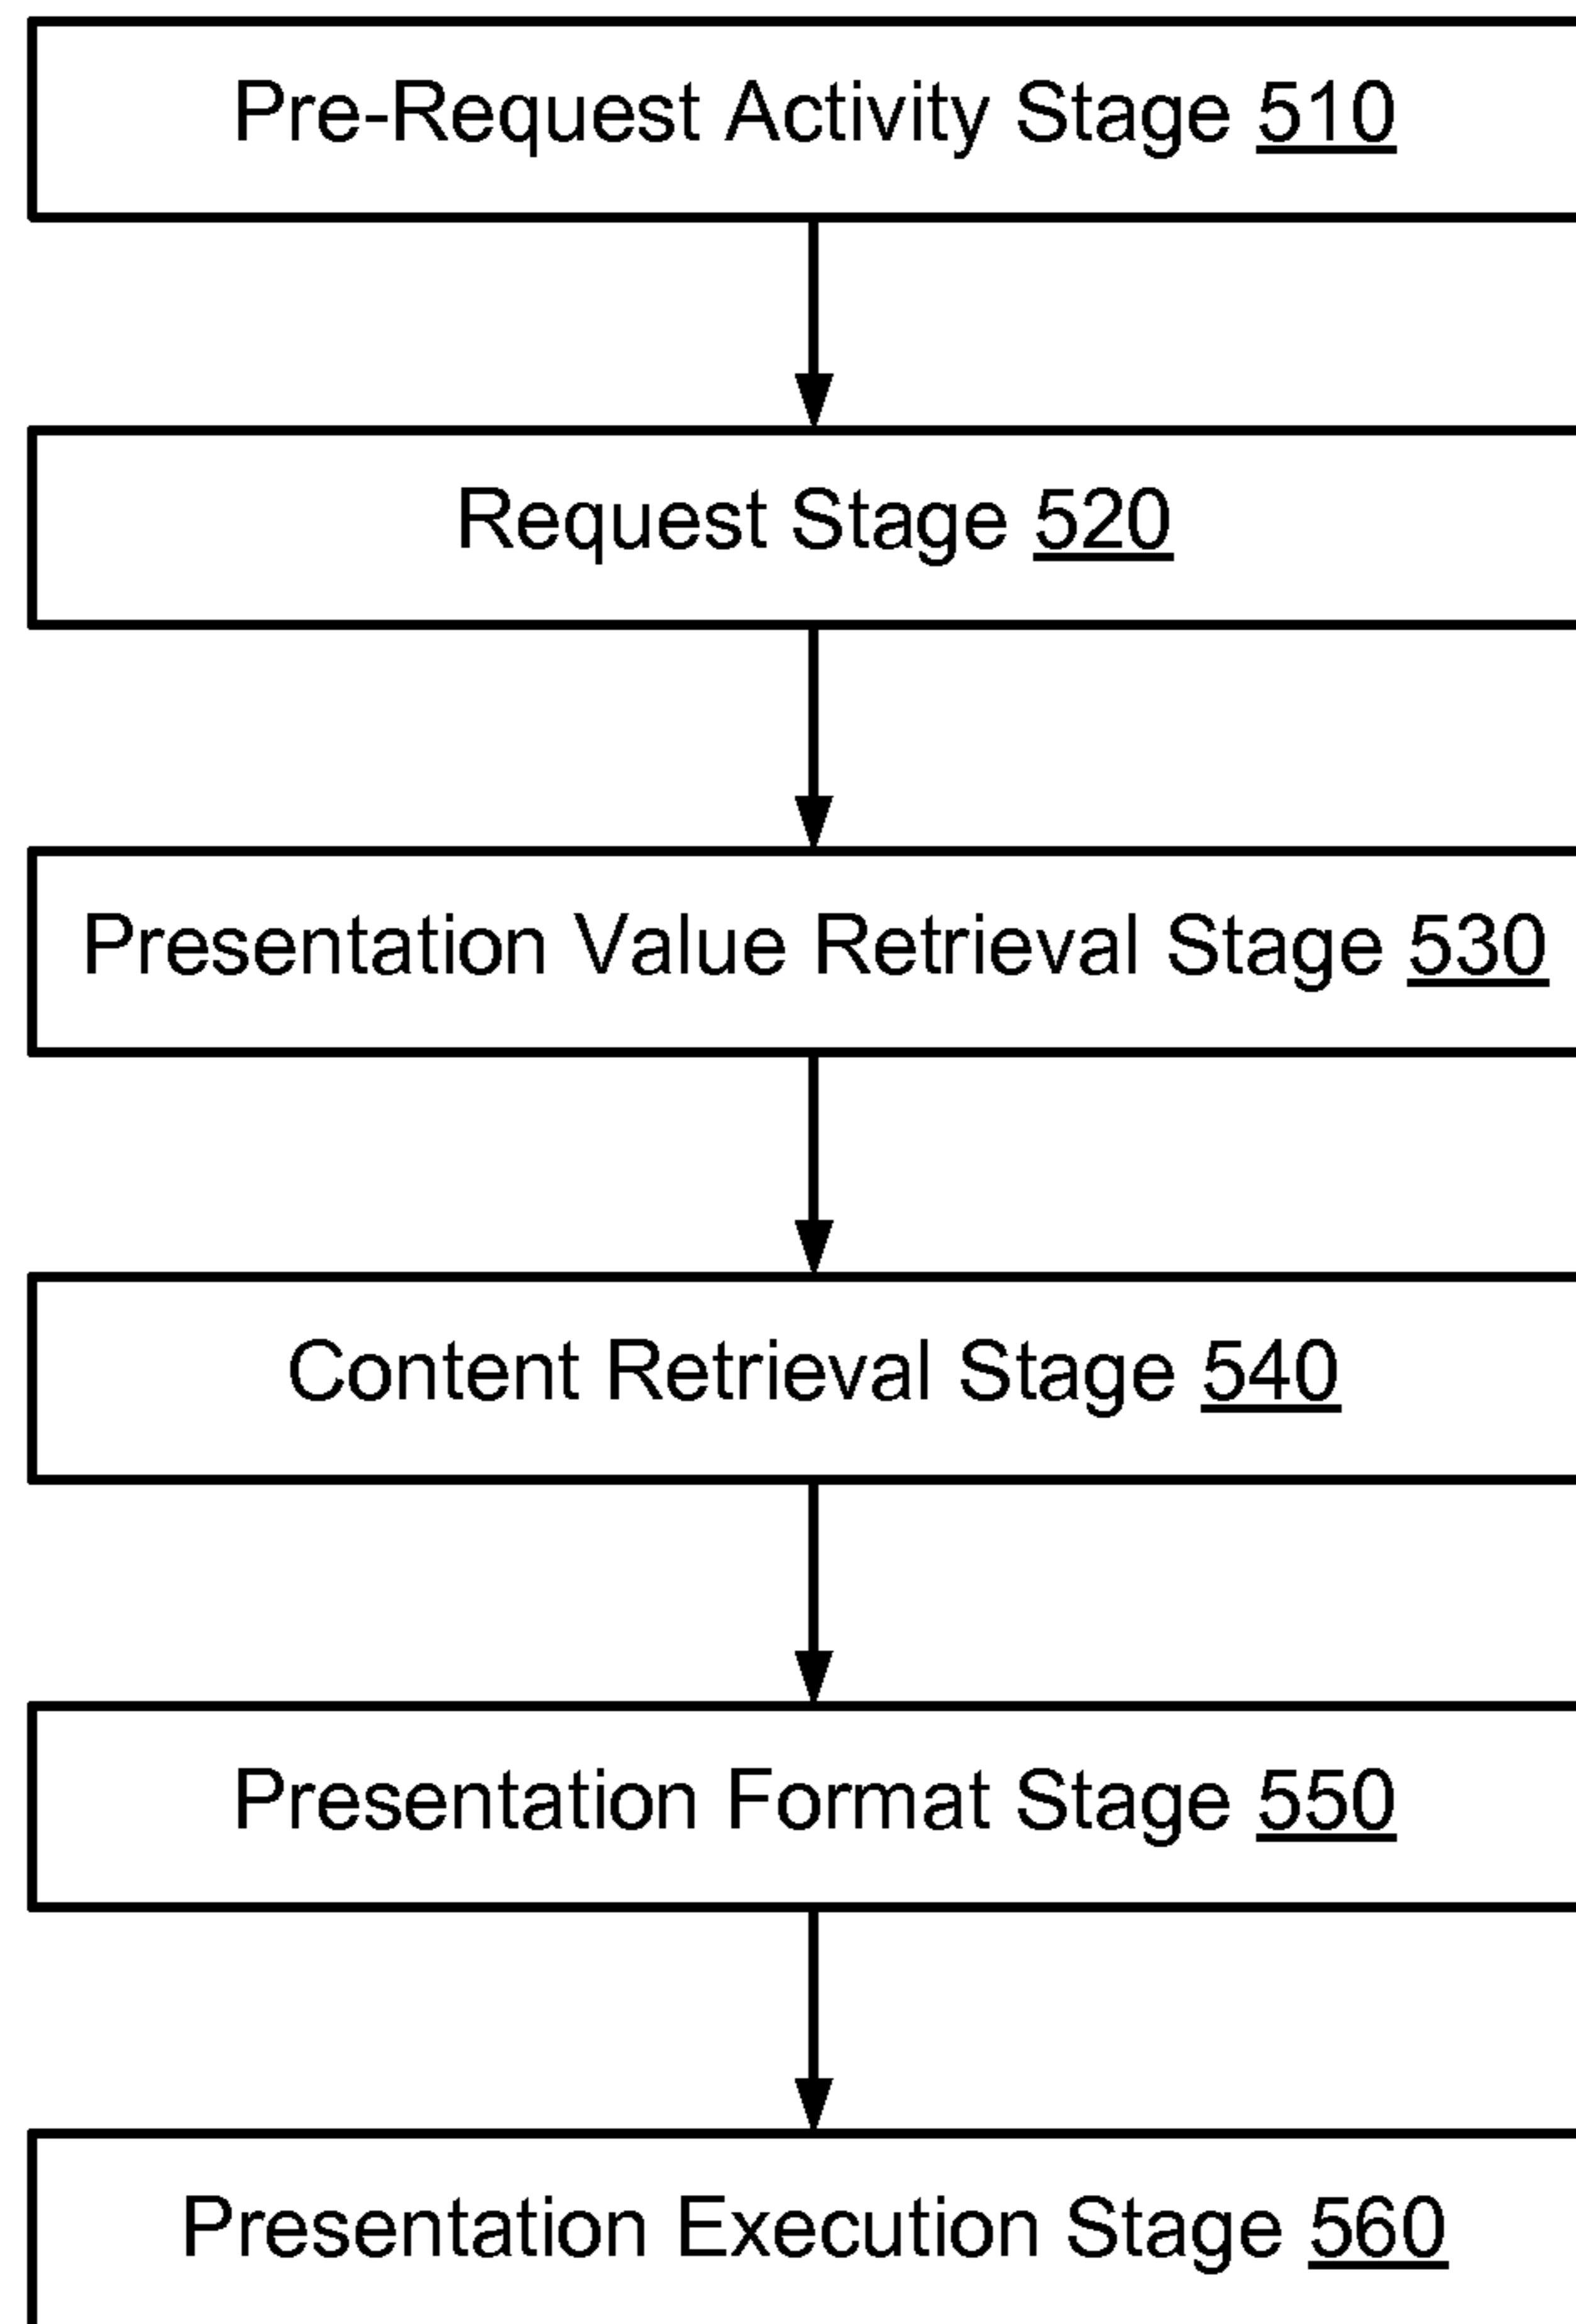 Pre-Request Activity Stage 510
Request Stage 520
Presentation Value Retrieval Stage 530
Content Retrieval Stage 540
Presentation Format Stage 550
Presentation Execution Stage 560